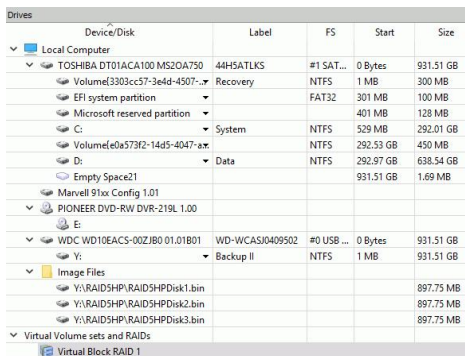 Drives
Device/Disk Label FS Start Size
Local Computer
TOSHIBA DT01ACA100 MS2OA750 44H5ATLKS #1 SAT... 0 Bytes 931.51 GB
Volume{3303cc57-3e4d-4507-.. Recovery NTFS 1 MB 300 MB
EFI system partition FAT32 301 MB 100 MB
Microsoft reserved partition 401 MB 128 MB
C: System NTFS 529 MB 292.01 GB
Volume{e0a573f2-14d5-4047-a.. NTFS 292.53 GB 450 MB
D: Data NTFS 292.97 GB 638.54 GB
Empty Space21 931.51 GB 1.69 MB
Marvell 91xx Config 1.01
PIONEER DVD-RW DVR-219L 1.00
E:
WDC WD10EACS-00ZJB0 01.01B01 WD-WCASJ0409502 #0 USB ... 0 Bytes 931.51 GB
Y: Backup II NTFS 1 MB 931.51 GB
Image Files
Y:\RAID5HP\RAID5HPDisk1.bin 897.75 MB
Y:\RAID5HP\RAID5HPDisk2.bin 897.75 MB
Y:\RAID5HP\RAID5HPDisk3.bin 897.75 MB
Virtual Volume sets and RAIDs
Virtual Block RAID 1